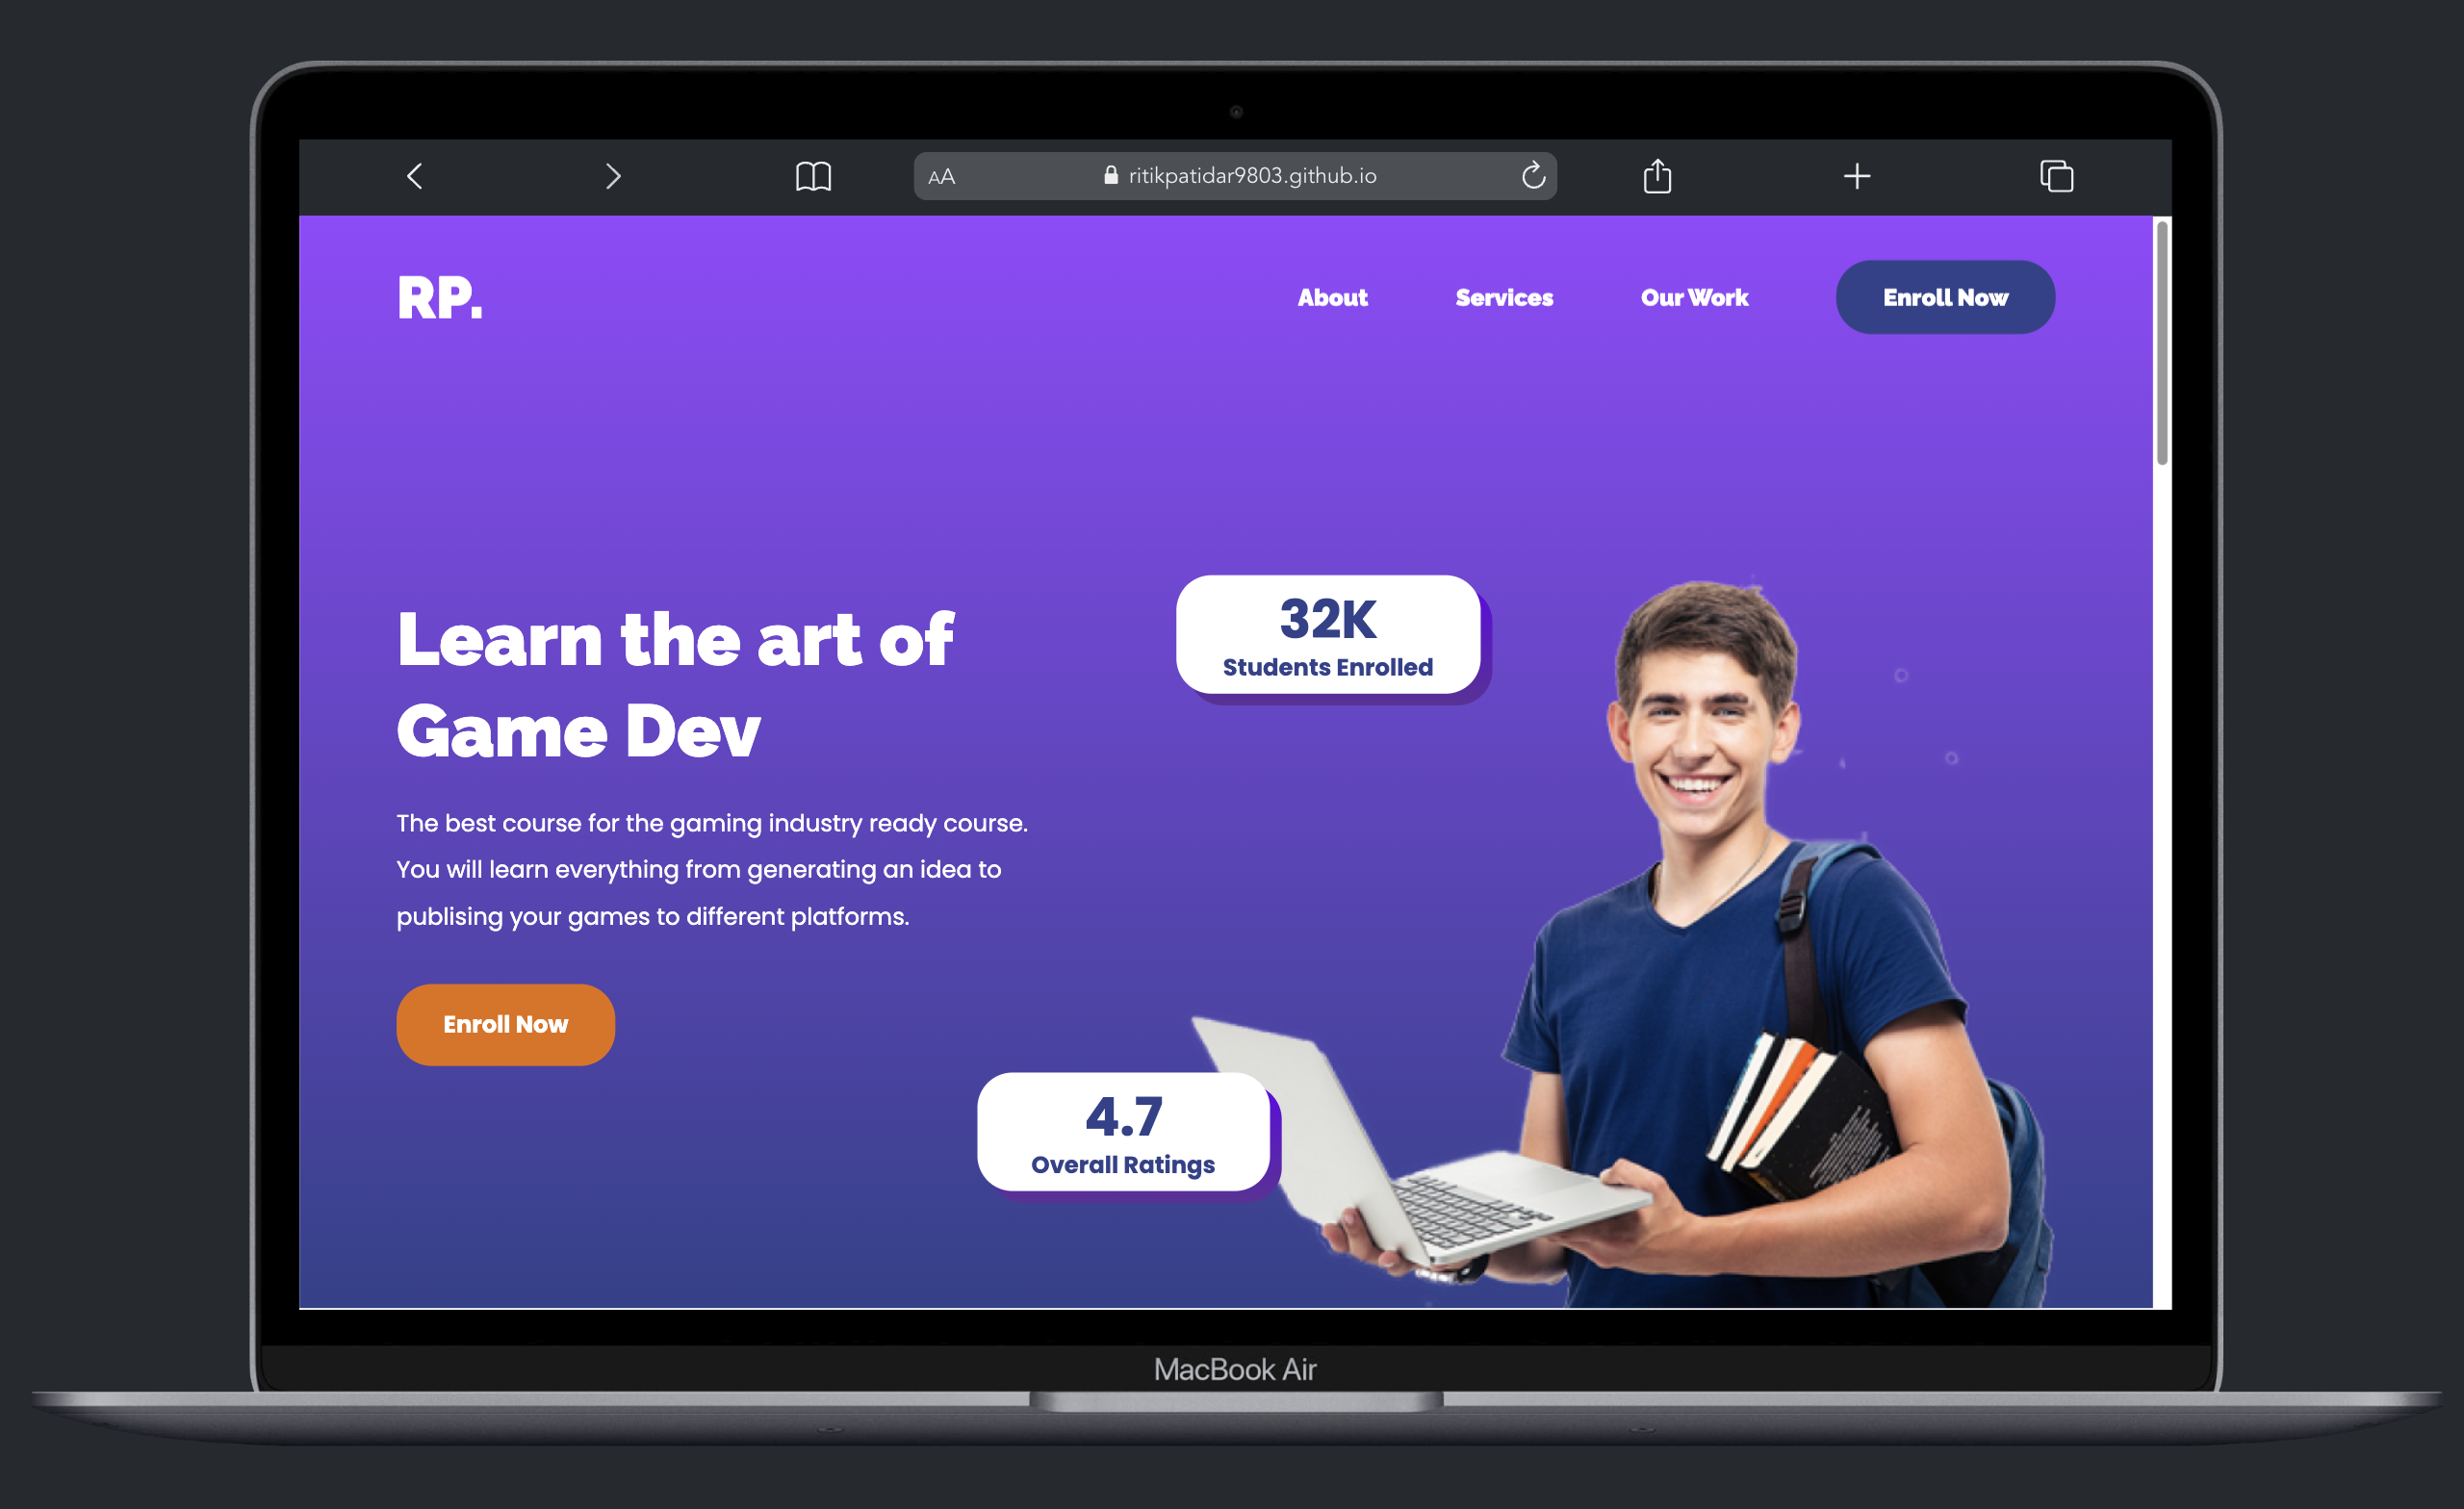 AA ritikpatidar9803.github.io
RP.
About Services Our Work Enroll Now
Learn the art of
Game Dev
32K
Students Enrolled
The best course for the gaming industry ready course.
You will learn everything from generating an idea to
publising your games to different platforms.
Enroll Now
4.7
Overall Ratings
MacBook Air